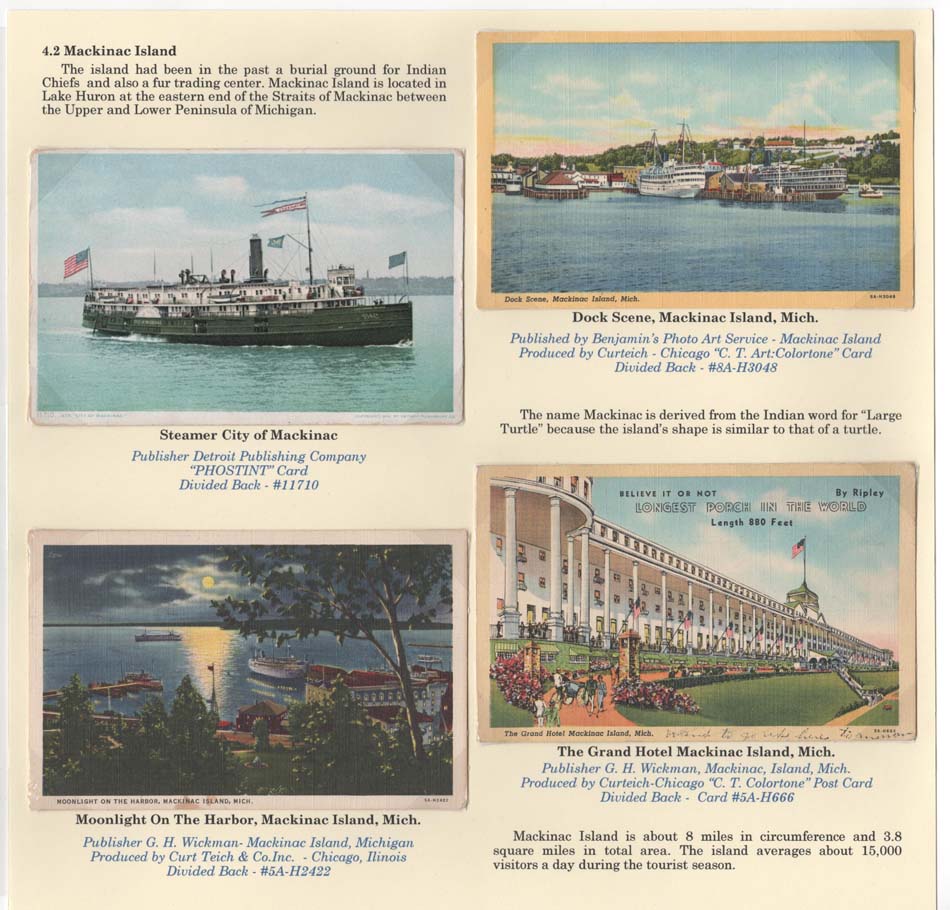 4.2 Mackinac Island
The island had been in the past a burial ground for Indian
Chiefs and also a fur trading center. Mackinac Island is located in
Lake Huron at the eastern end of the Straits of Mackinac between
the Upper and Lower Peninsula of Michigan.
Steamer City of Mackinac
Publisher Detroit Publishing Company
"PHOSTINT" Card
Divided Back - #11710
MOONLIGHT ON THE HARBOR, MACKINAC ISLAND, MICH.
5A-H2422
Moonlight On The Harbor, Mackinac Island, Mich.
Publisher G. H. Wickman- Mackinac Island, Michigan
Produced by Curt Teich & Co.Inc. - Chicago, Ilinois
Divided Back - #5A-H2422
Dock Scene, Mackinac Island, Mich.
8A-H3048
Dock Scene, Mackinac Island, Mich.
Published by Benjamin's Photo Art Service - Mackinac Island
Produced by Curteich - Chicago "C. T. Art:Colortone" Card
Divided Back - #8A-H3048
The name Mackinac is derived from the Indian word for "Large
Turtle" because the island's shape is similar to that of a turtle.
BELIEVE IT OR NOT
By Ripley
LONGEST PORCH IN THE WORLD
Length 880 Feet
The Grand Hotel Mackinac Island, Mich.
The Grand Hotel Mackinac Island, Mich.
Publisher G. H. Wickman, Mackinac, Island, Mich.
Produced by Curteich-Chicago "C. T. Colortone" Post Card
Divided Back - Card #5A-H666
Mackinac Island is about 8 miles in circumference and 3.8
square miles in total area. The island averages about 15,000
visitors a day during the tourist season.